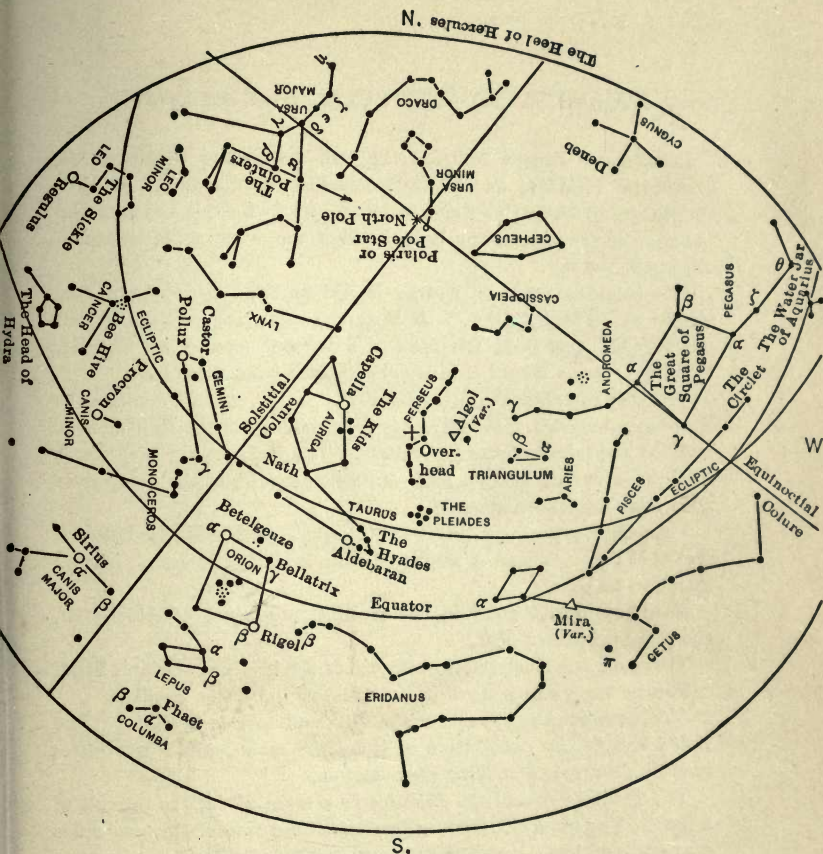 N.
The Heel of Hercules
η
URSA
MAJOR
ζ
ε
δ
γ
α
The
Pointers
DRACO
CYGNUS
Deneb
LEO
The Sickle
Regulus
LEO
MINOR
URSA
MINOR
North Pole
Polaris or
Pole Star
CEPHEUS
CASSIOPEIA
θ
ζ
The Water Jar
of Aquarius
PEGASUS
β
α
The
Great
Square of
Pegasus
α
γ
The Circlet
CANCER
Bee Hive
The Head of
Hydra
ECLIPTIC
Castor
Pollux
GEMINI
LYNX
Procyon
CANIS
MINOR
Solstitial
Colure
Capella
AURIGA
The Kids
PERSEUS
Algol
(Var.)
Over-
head
ANDROMEDA
γ
β
α
TRIANGULUM
ARIES
PISCES
ECLIPTIC
Equinoctial
Colure
W
MONOCEROS
γ
Nath
TAURUS
THE
PLEIADES
The
Hyades
Aldebaran
Betelgeuze
α
ORION
γ
Bellatrix
β
Rigel
Sirius
α
CANIS
MAJOR
β
Equator
α
Mira
(Var.)
π
CETUS
α
β
LEPUS
β
Phaet
α
COLUMBA
β
ERIDANUS
S.